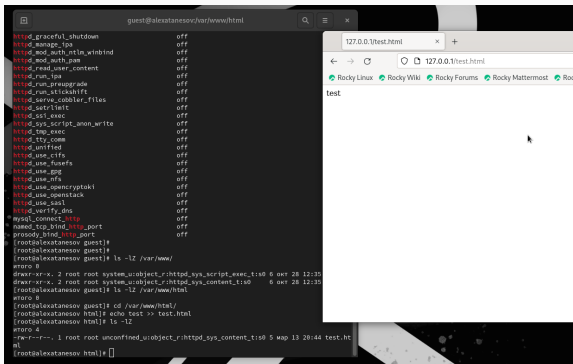 guest@alexatanesov:/var/www/html
httpd_graceful_shutdown off
httpd_manage_ipa off
httpd_mod_auth_ntlm_winbind off
httpd_mod_auth_pam off
httpd_read_user_content off
httpd_run_ipa off
httpd_run_preupgrade off
httpd_run_stickshift off
httpd_serve_cobbler_files off
httpd_setrlimit off
httpd_ssi_exec off
httpd_sys_script_anon_write off
httpd_tmp_exec off
httpd_tty_comm off
httpd_unified off
httpd_use_cifs off
httpd_use_fusefs off
httpd_use_gpg off
httpd_use_nfs off
httpd_use_opencryptoki off
httpd_use_openstack off
httpd_use_sasl off
httpd_verify_dns off
mysql_connect_http off
named_tcp_bind_http_port off
prosody_bind_http_port off
[root@alexatanesov guest]#
[root@alexatanesov guest]#
[root@alexatanesov guest]# ls -lZ /var/www/
итого 0
drwxr-xr-x. 2 root root system_u:object_r:httpd_sys_script_exec_t:s0 6 окт 28 12:35
drwxr-xr-x. 2 root root system_u:object_r:httpd_sys_content_t:s0 6 окт 28 12:35
[root@alexatanesov guest]# ls -lZ /var/www/html
итого 0
[root@alexatanesov guest]# cd /var/www/html/
[root@alexatanesov html]# echo test >> test.html
[root@alexatanesov html]# ls -lZ
итого 4
-rw-r--r--. 1 root root unconfined_u:object_r:httpd_sys_content_t:s0 5 мар 13 20:44 test.ht
ml
[root@alexatanesov html]#
127.0.0.1/test.html
127.0.0.1/test.html
Rocky Linux Rocky Wiki Rocky Forums Rocky Mattermost Roc
test